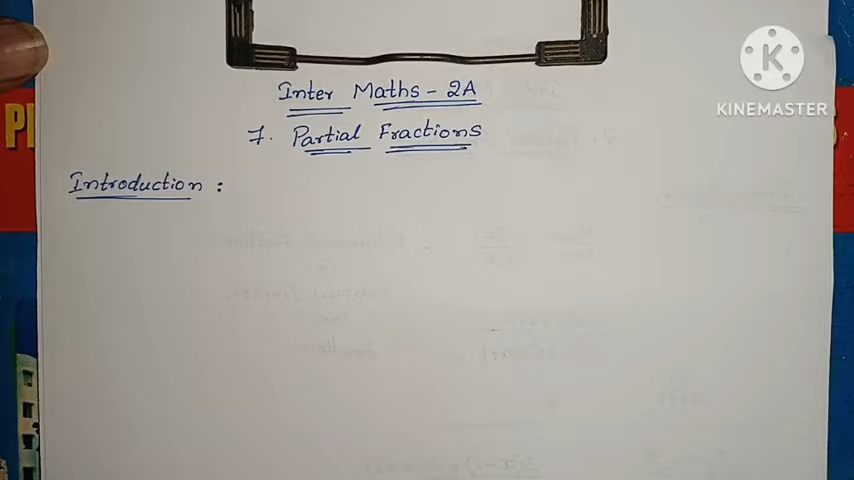 Inter Maths - 2A
7. Partial Fractions
Introduction :
KINEMASTER